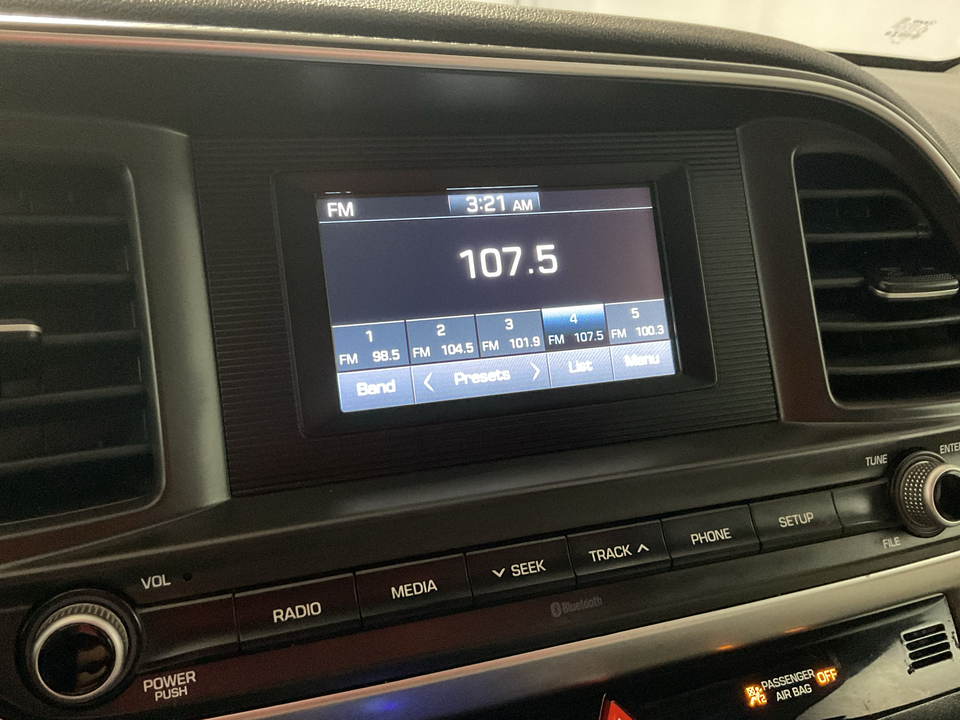 FM
3:21 AM
107.5
1 2 3 4 5
FM 98.5 FM 104.5 FM 101.9 FM 107.5 FM 100.3
Band Presets List Menu
TUNE
VOL
RADIO MEDIA SEEK TRACK PHONE SETUP
FILE
Bluetooth
POWER
PUSH
PASSENGER OFF
AIR BAG